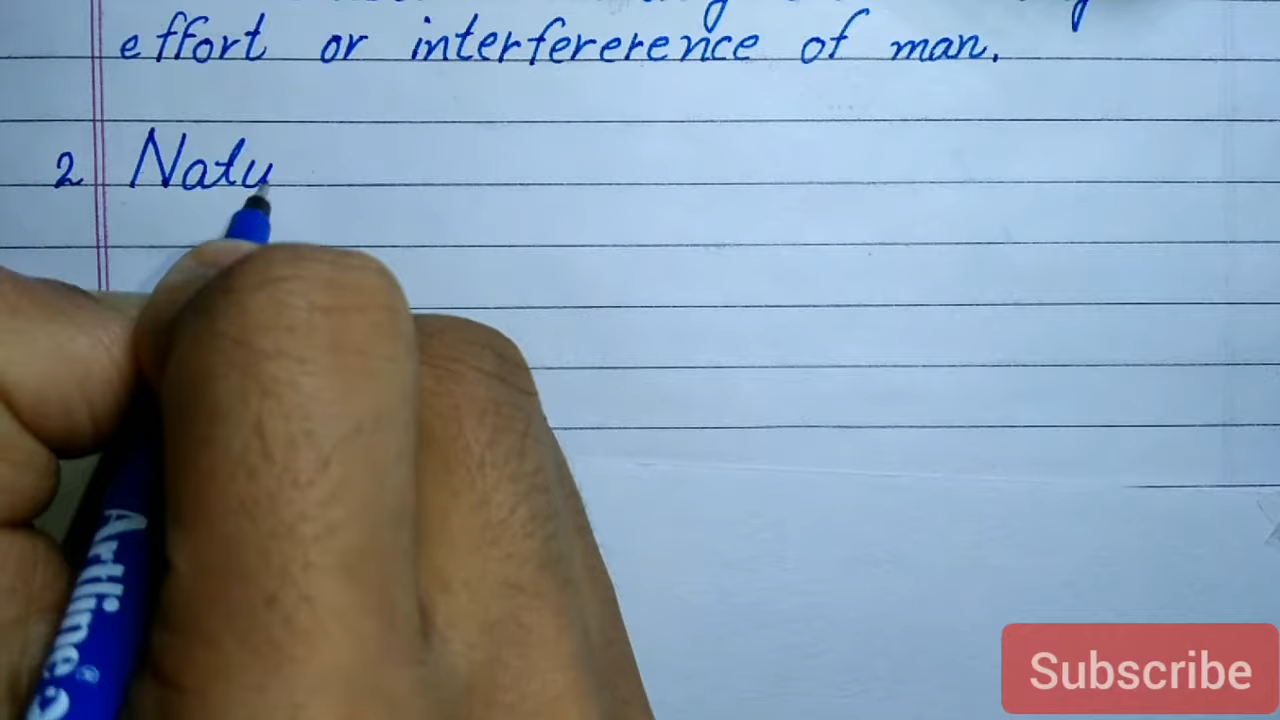 effort or interfererence of man.
2 Natu
Artline
Subscribe